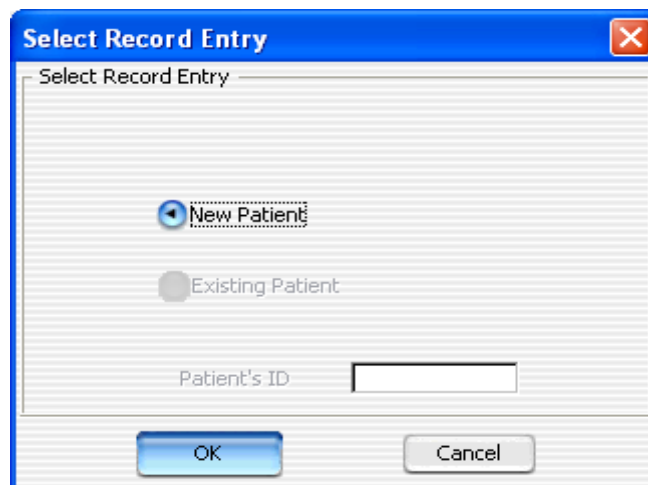 Select Record Entry
Select Record Entry
New Patient
Existing Patient
Patient's ID
OK Cancel